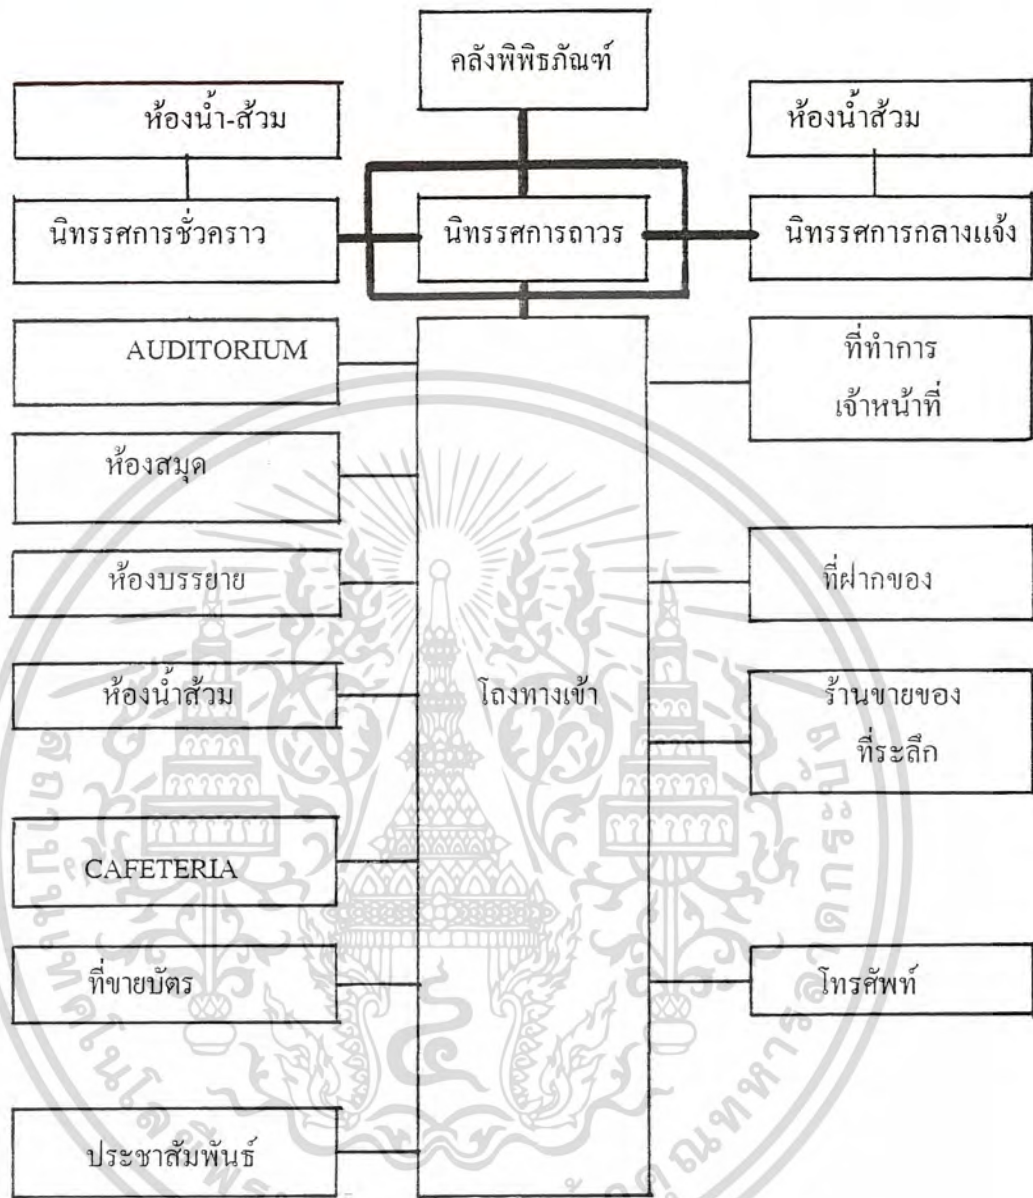 คลังพิพิธภัณฑ์
ห้องน้ำ-ส้วม
ห้องน้ำส้วม
นิทรรศการชั่วคราว
นิทรรศการถาวร
นิทรรศการกลางแจ้ง
AUDITORIUM
ที่ทำการ
เจ้าหน้าที่
ห้องสมุด
ห้องบรรยาย
ที่ฝากของ
ห้องน้ำส้วม
โถงทางเข้า
ร้านขายของ
ที่ระลึก
CAFETERIA
ที่ขายบัตร
โทรศัพท์
ประชาสัมพันธ์